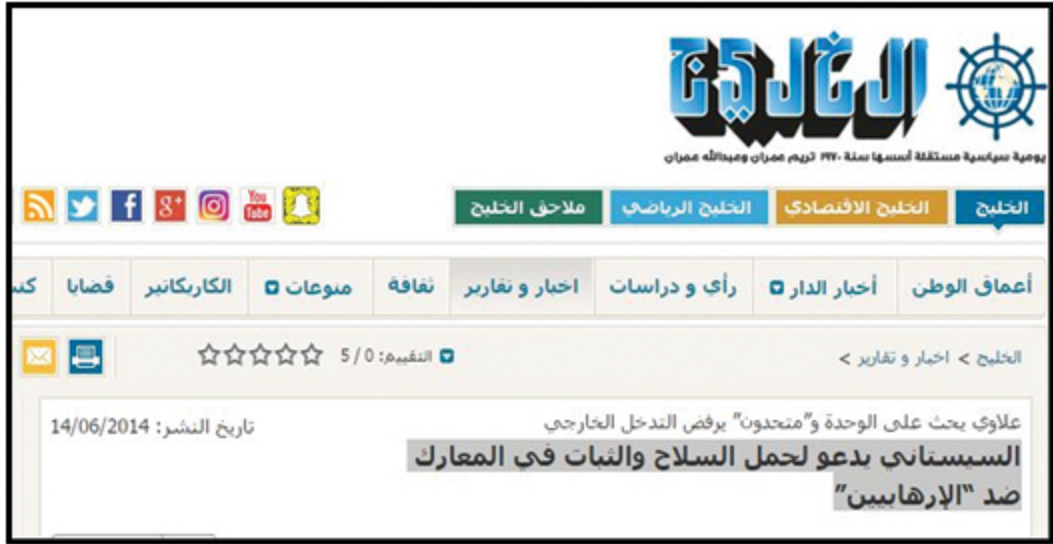 الخليج
يومية سياسية مستقلة أسسها سنة ١٩٧٠ تريم عمران وعبدالله عمران
الخليج الخليج الاقتصادي الخليج الرياضي ملاحق الخليج
You Tube g+ f
أعماق الوطن أخبار الدار رأي و دراسات اخبار و تقارير ثقافة منوعات الكاريكاتير قضايا
الخليج > اخبار و تقارير > التقييم: 0 / 5
علاوي يحث على الوحدة و"متحدون" يرفض التدخل الخارجي تاريخ النشر: 14/06/2014
السيستاني يدعو لحمل السلاح والثبات في المعارك
ضد "الإرهابيين"